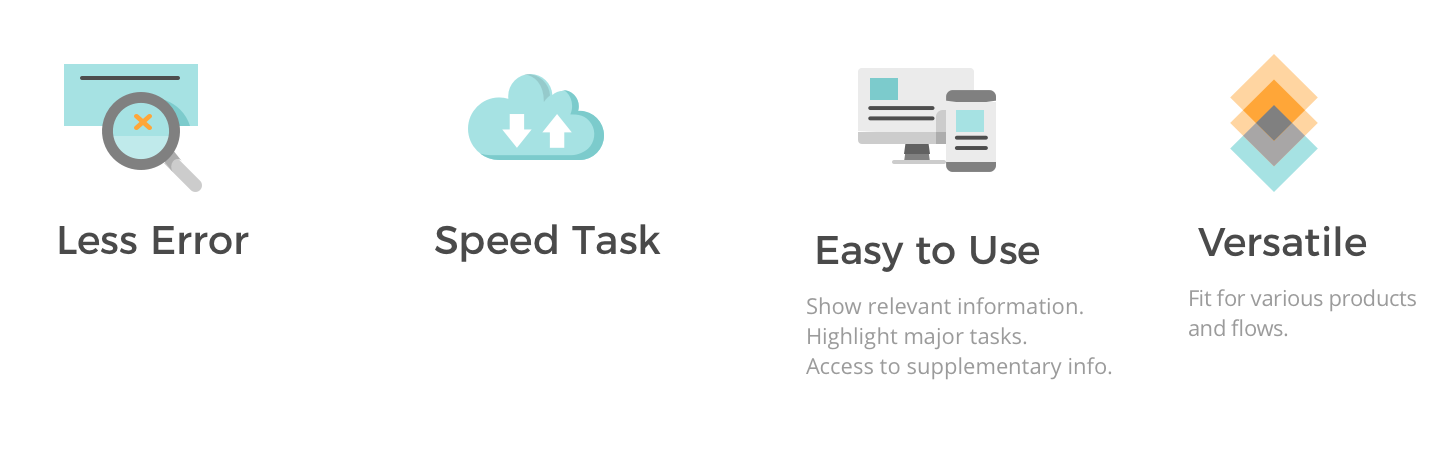 Less Error
Speed Task
Easy to Use
Show relevant information.
Highlight major tasks.
Access to supplementary info.
Versatile
Fit for various products
and flows.